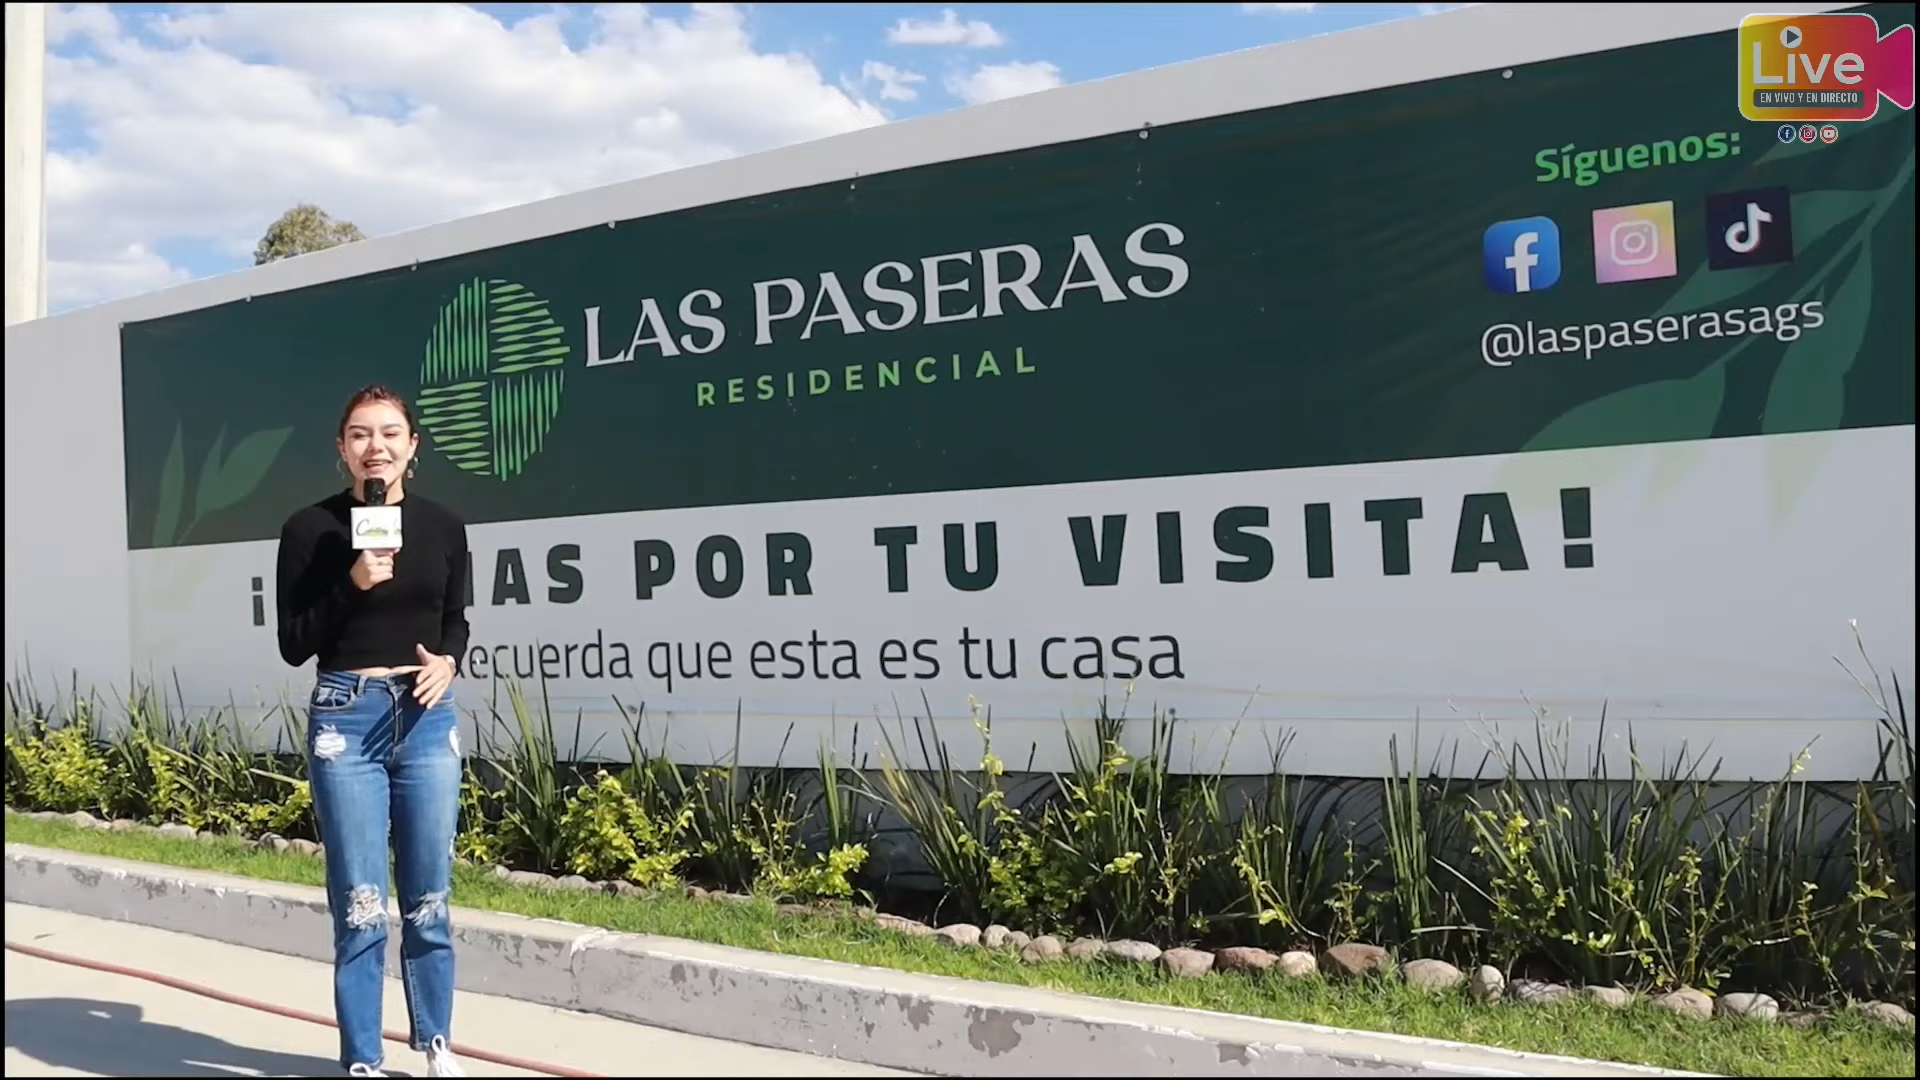 Live
EN VIVO Y EN DIRECTO
Síguenos:
LAS PASERAS
RESIDENCIAL
@laspaserasags
¡ IAS POR TU VISITA!
ecuerda que esta es tu casa